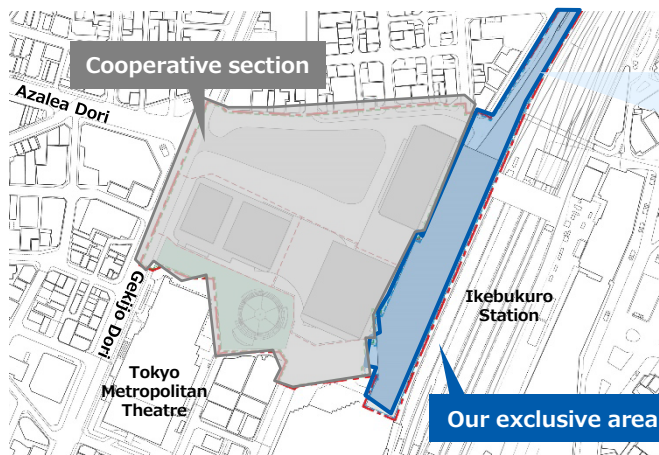 Cooperative section
Azalea Dori
Gekijo Dori
Ikebukuro
Station
Tokyo
Metropolitan
Theatre
Our exclusive area